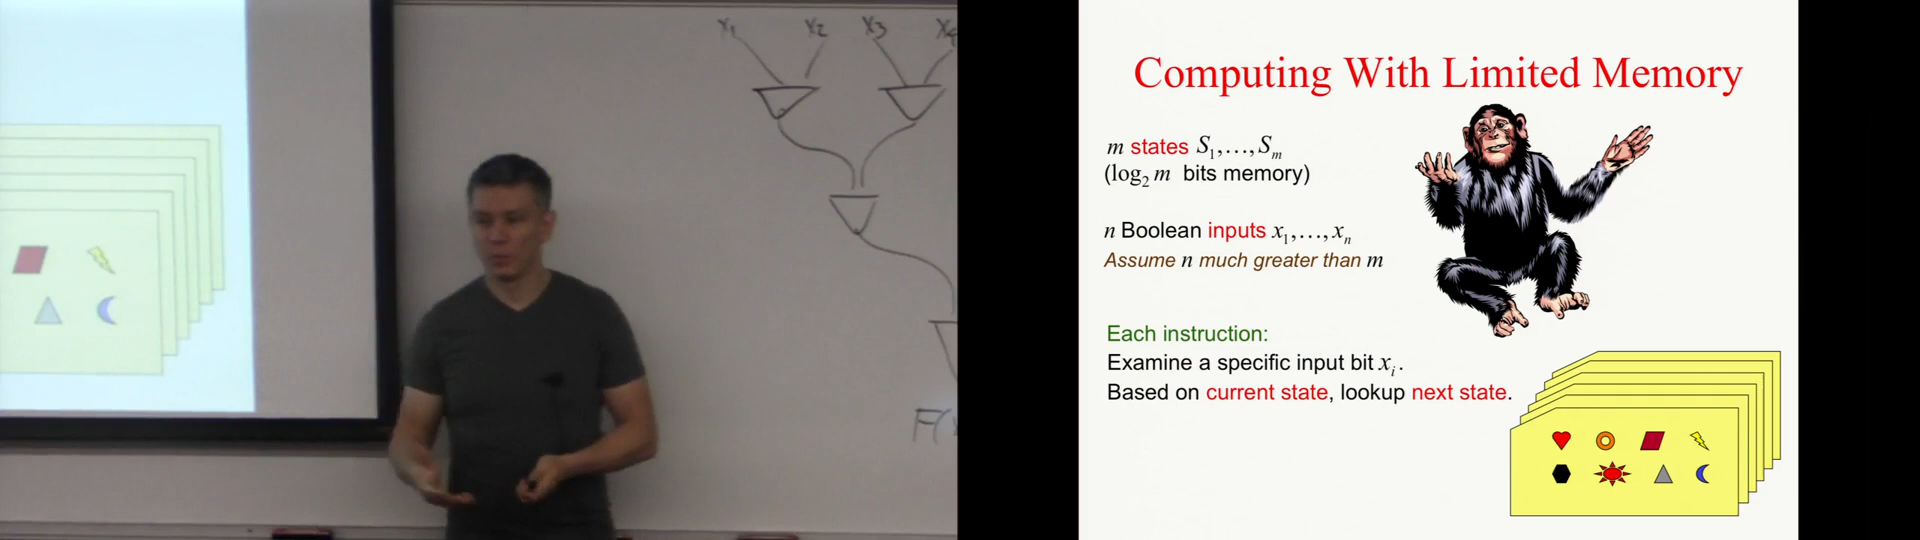 x₁ x₂ x₃ x₄
F(
Computing With Limited Memory
m states S₁,…,Sₘ
(log₂ m bits memory)
n Boolean inputs x₁,…,xₙ
Assume n much greater than m
Each instruction:
Examine a specific input bit xᵢ.
Based on current state, lookup next state.